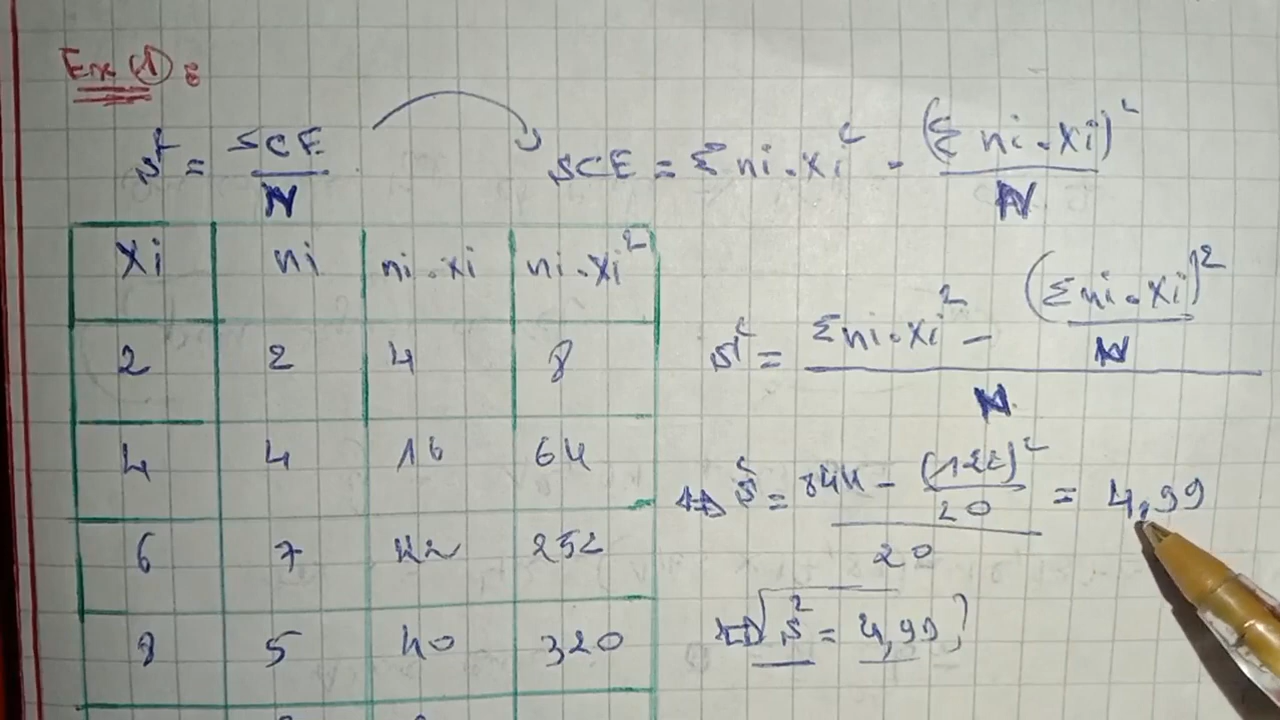 Ex (1) :
S² = SCE / N
SCE = Σ ni . xi² - (Σ ni . xi)² / N
xi ni ni . xi ni . xi²
2 2 4 8
4 4 16 64
6 7 42 252
8 5 40 320
S² = (Σ ni . xi² - (Σ ni . xi)² / N) / N
⇔ S² = (844 - (122)² / 20) / 20 = 4,99
⇔ S² = 4,99